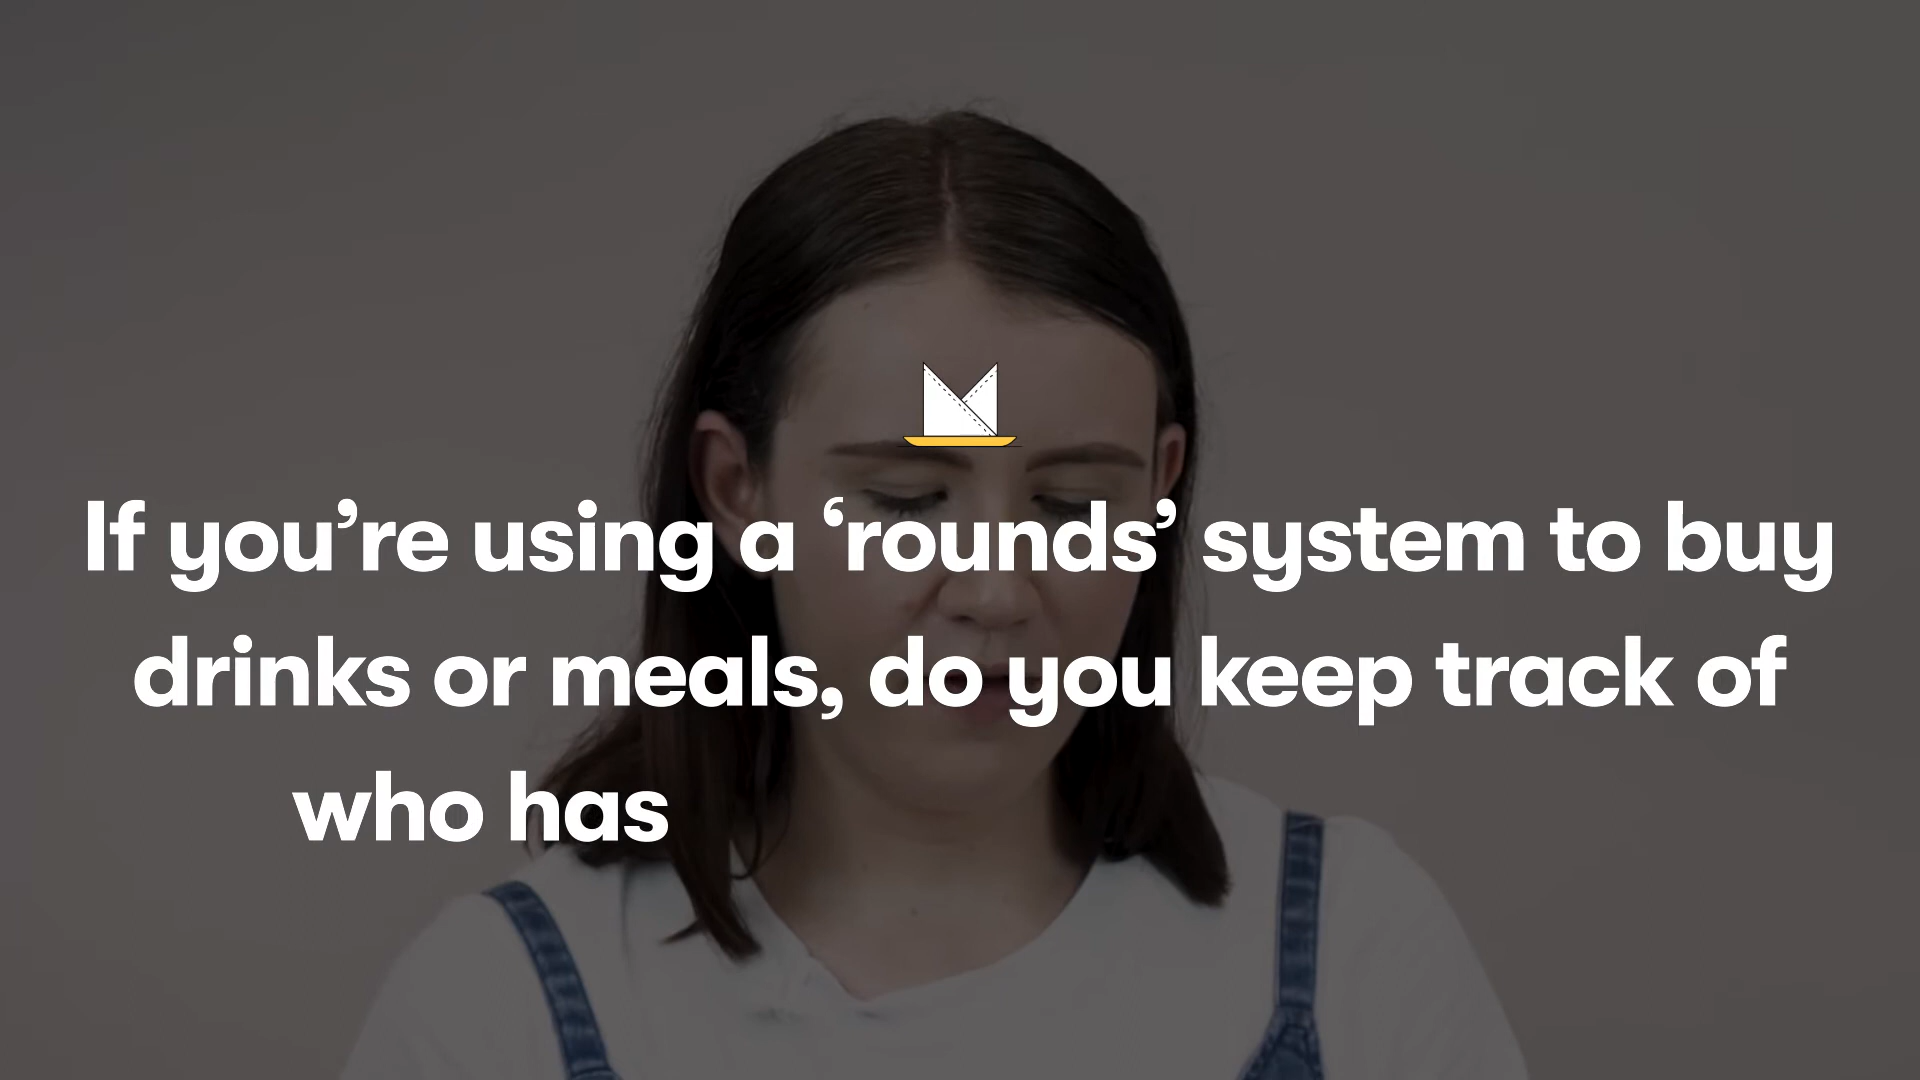 If you’re using a ‘rounds’ system to buy
drinks or meals, do you keep track of
who has